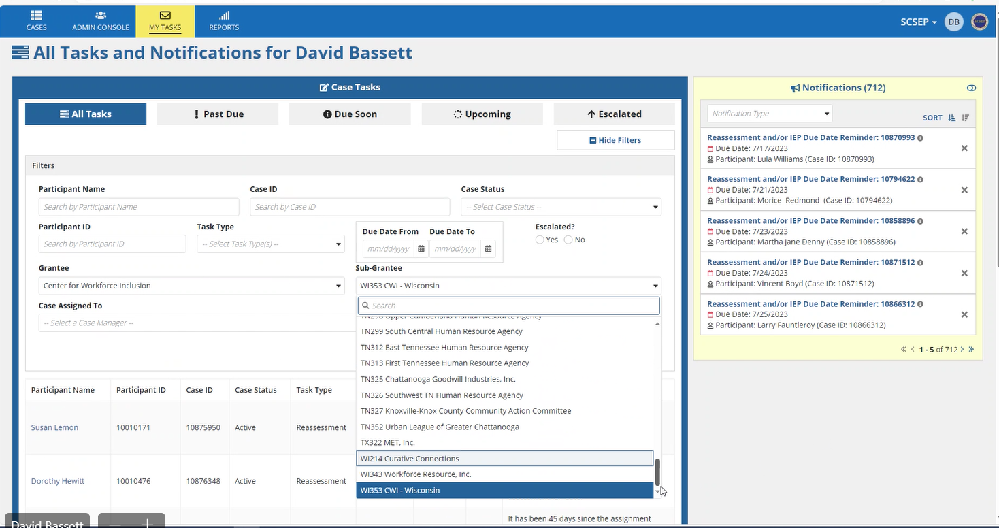 CASES
ADMIN CONSOLE
MY TASKS
REPORTS
SCSEP
DB
All Tasks and Notifications for David Bassett
Case Tasks
All Tasks
Past Due
Due Soon
Upcoming
Escalated
Hide Filters
Filters
Participant Name
Case ID
Case Status
Search by Participant Name
Search by Case ID
-- Select Case Status --
Participant ID
Task Type
Due Date From
Due Date To
Escalated?
Search by Participant ID
-- Select Task Type(s) --
mm/dd/yyyy
mm/dd/yyyy
Yes
No
Grantee
Sub-Grantee
Center for Workforce Inclusion
WI353 CWI - Wisconsin
Case Assigned To
-- Select a Case Manager --
Search
Upper Cumberland Human Resource Agency
TN299 South Central Human Resource Agency
TN312 East Tennessee Human Resource Agency
TN313 First Tennessee Human Resource Agency
TN325 Chattanooga Goodwill Industries, Inc.
TN326 Southwest TN Human Resource Agency
TN327 Knoxville-Knox County Community Action Committee
TN352 Urban League of Greater Chattanooga
TX322 MET, Inc.
WI214 Curative Connections
WI343 Workforce Resource, Inc.
WI353 CWI - Wisconsin
Participant Name Participant ID Case ID Case Status Task Type
Susan Lemon 10010171 10875950 Active Reassessment
Dorothy Hewitt 10010476 10876348 Active Reassessment
It has been 45 days since the assignment
David Bassett
Notifications (712)
Notification Type
SORT
Reassessment and/or IEP Due Date Reminder: 10870993
Due Date: 7/17/2023
Participant: Lula Williams (Case ID: 10870993)
Reassessment and/or IEP Due Date Reminder: 10794622
Due Date: 7/21/2023
Participant: Morice Redmond (Case ID: 10794622)
Reassessment and/or IEP Due Date Reminder: 10858896
Due Date: 7/23/2023
Participant: Martha Jane Denny (Case ID: 10858896)
Reassessment and/or IEP Due Date Reminder: 10871512
Due Date: 7/24/2023
Participant: Vincent Boyd (Case ID: 10871512)
Reassessment and/or IEP Due Date Reminder: 10866312
Due Date: 7/25/2023
Participant: Larry Fauntleroy (Case ID: 10866312)
1 - 5 of 712